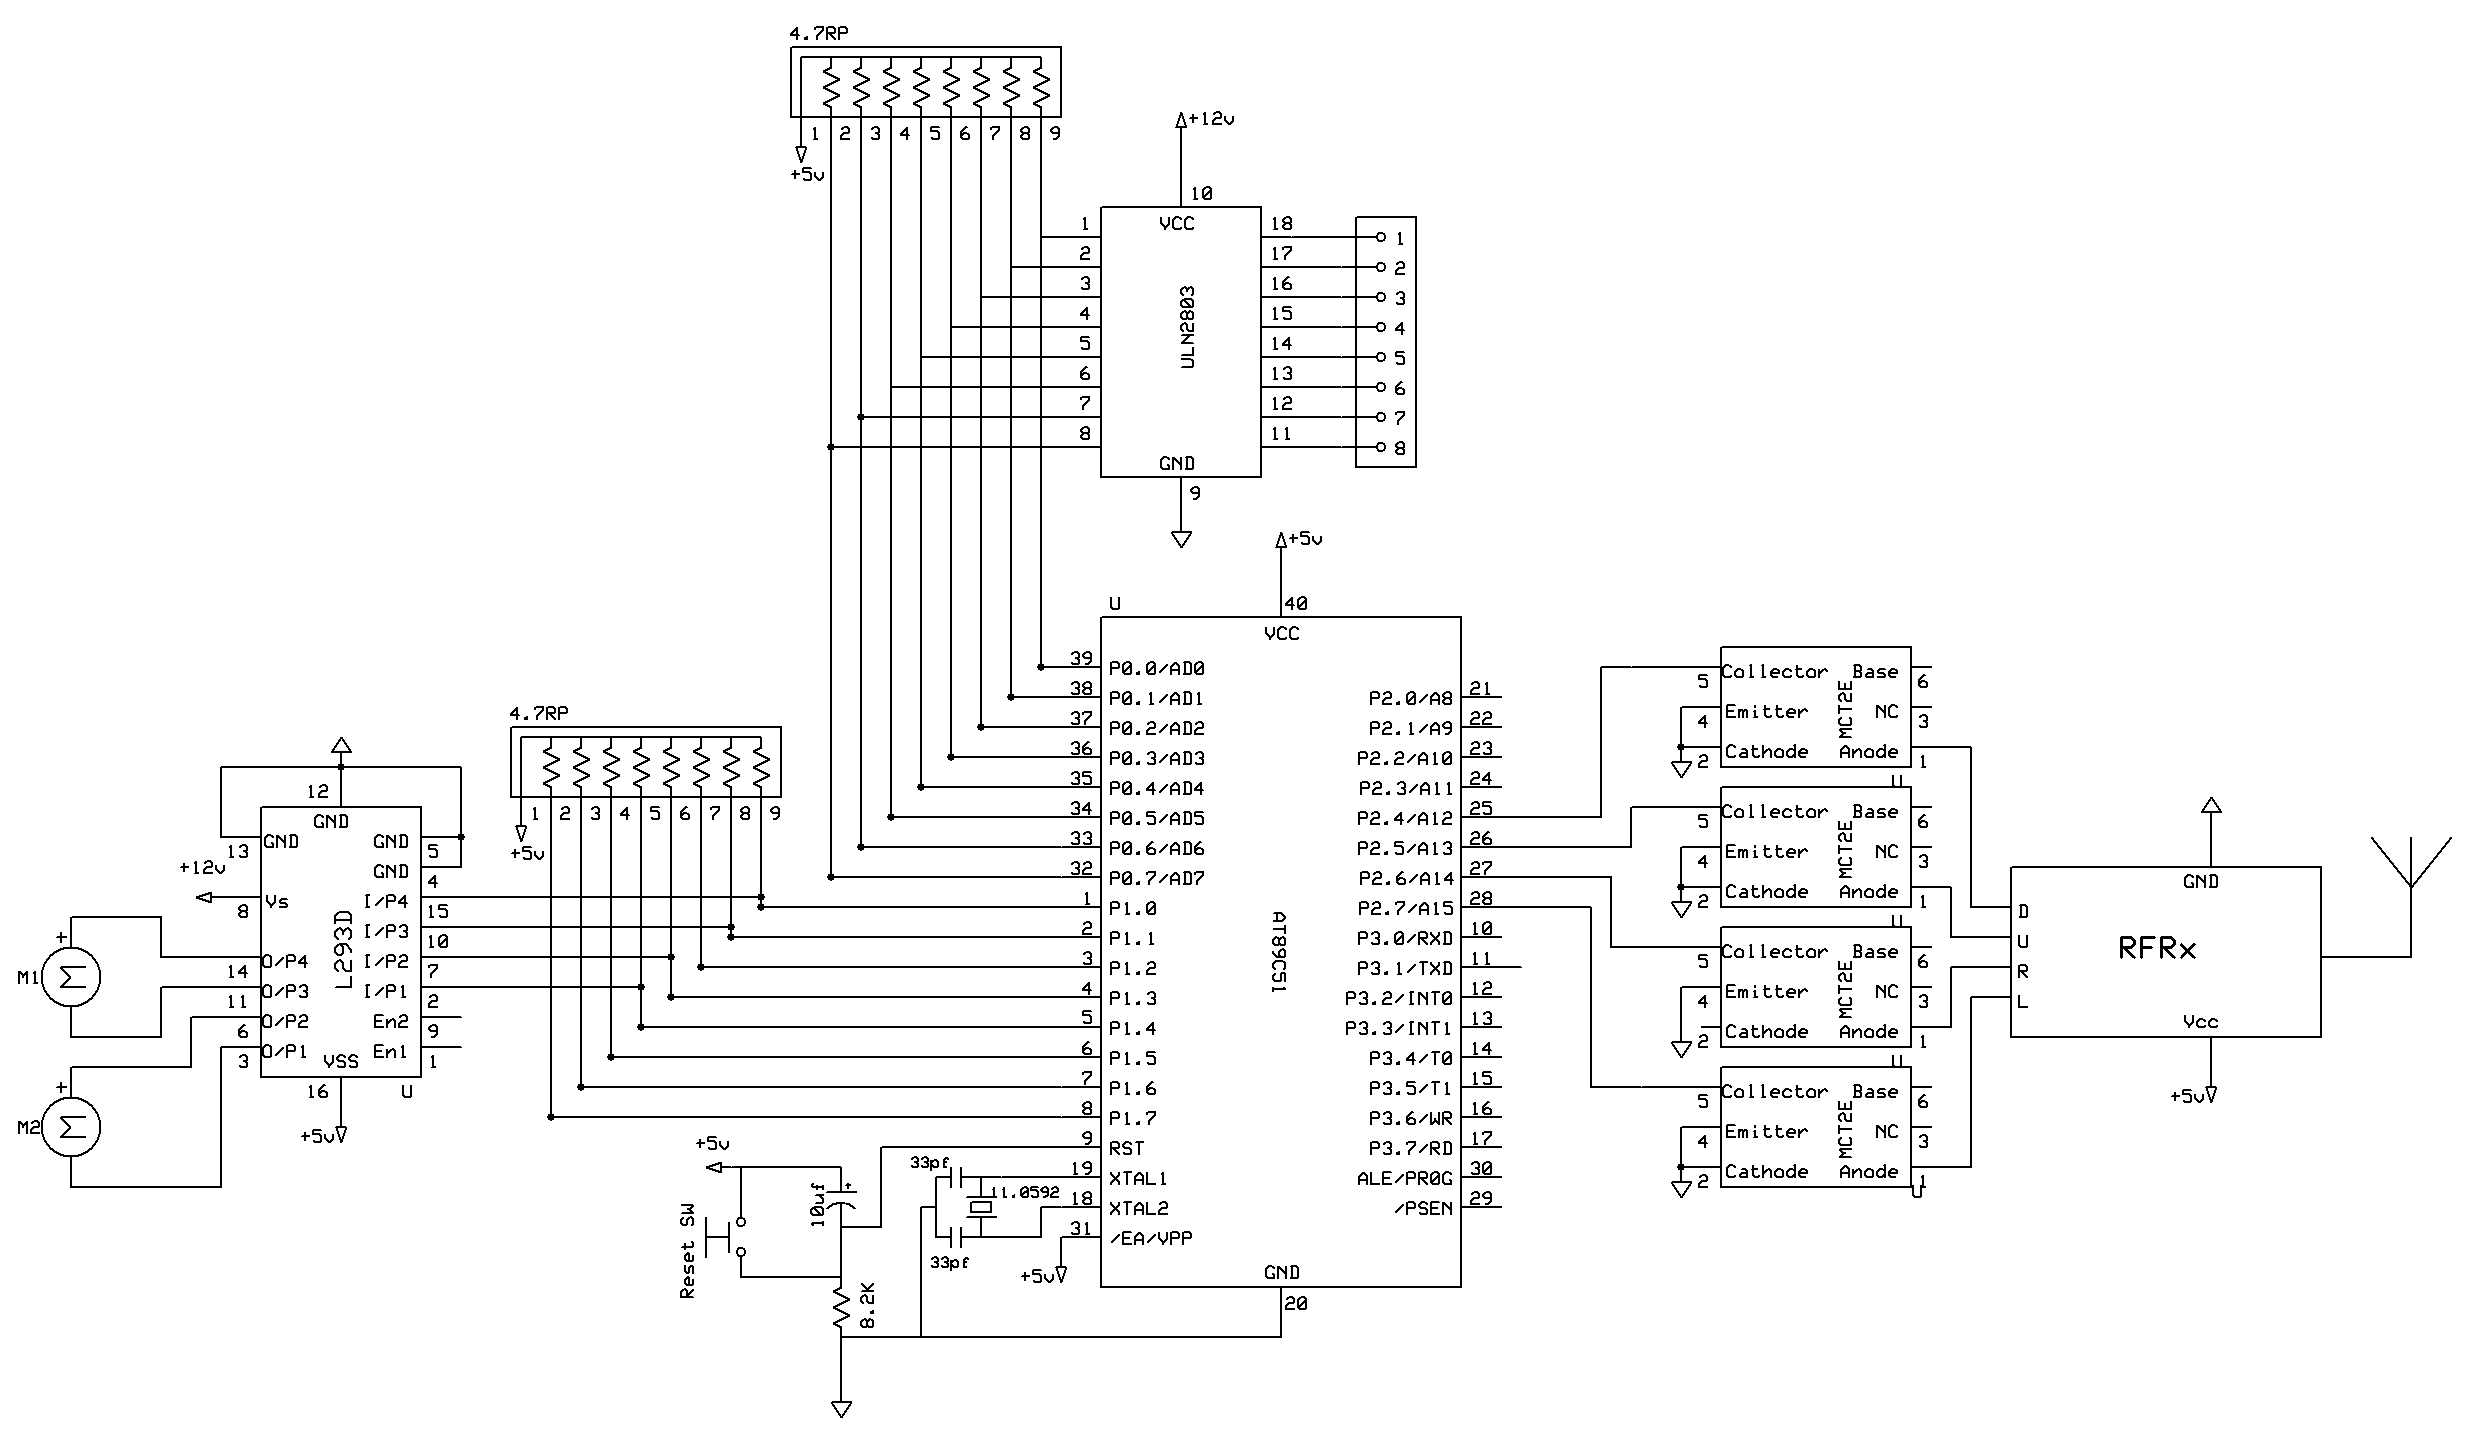 4.7RP
1 2 3 4 5 6 7 8 9
+5v
+12v
10
VCC
ULN2803
GND
9
1 18 1
2 17 2
3 16 3
4 15 4
5 14 5
6 13 6
7 12 7
8 11 8
+5v
40
U
VCC
AT89C51
39 P0.0/AD0
38 P0.1/AD1
37 P0.2/AD2
36 P0.3/AD3
35 P0.4/AD4
34 P0.5/AD5
33 P0.6/AD6
32 P0.7/AD7
1 P1.0
2 P1.1
3 P1.2
4 P1.3
5 P1.4
6 P1.5
7 P1.6
8 P1.7
9 RST
19 XTAL1
18 XTAL2
31 /EA/VPP
P2.0/A8 21
P2.1/A9 22
P2.2/A10 23
P2.3/A11 24
P2.4/A12 25
P2.5/A13 26
P2.6/A14 27
P2.7/A15 28
P3.0/RXD 10
P3.1/TXD 11
P3.2/INT0 12
P3.3/INT1 13
P3.4/T0 14
P3.5/T1 15
P3.6/WR 16
P3.7/RD 17
ALE/PROG 30
/PSEN 29
GND
20
4.7RP
1 2 3 4 5 6 7 8 9
+5v
12
GND
13 GND
GND 5
GND 4
+12v
8 Vs
I/P4 15
I/P3 10
I/P2 7
I/P1 2
En2 9
En1 1
L293D
O/P4 14
O/P3 11
O/P2 6
O/P1 3
VSS
16
U
+5v
+
M1
+
M2
+5v
Reset SW
10uf
+
8.2K
33pf
11.0592
33pf
+5v
5 Collector Base 6
4 Emitter NC 3
2 Cathode Anode 1
MCT2E
U
5 Collector Base 6
4 Emitter NC 3
2 Cathode Anode 1
MCT2E
U
5 Collector Base 6
4 Emitter NC 3
2 Cathode Anode 1
MCT2E
U
5 Collector Base 6
4 Emitter NC 3
2 Cathode Anode 1
MCT2E
U
GND
D
U
R
L
RFRx
Vcc
+5v